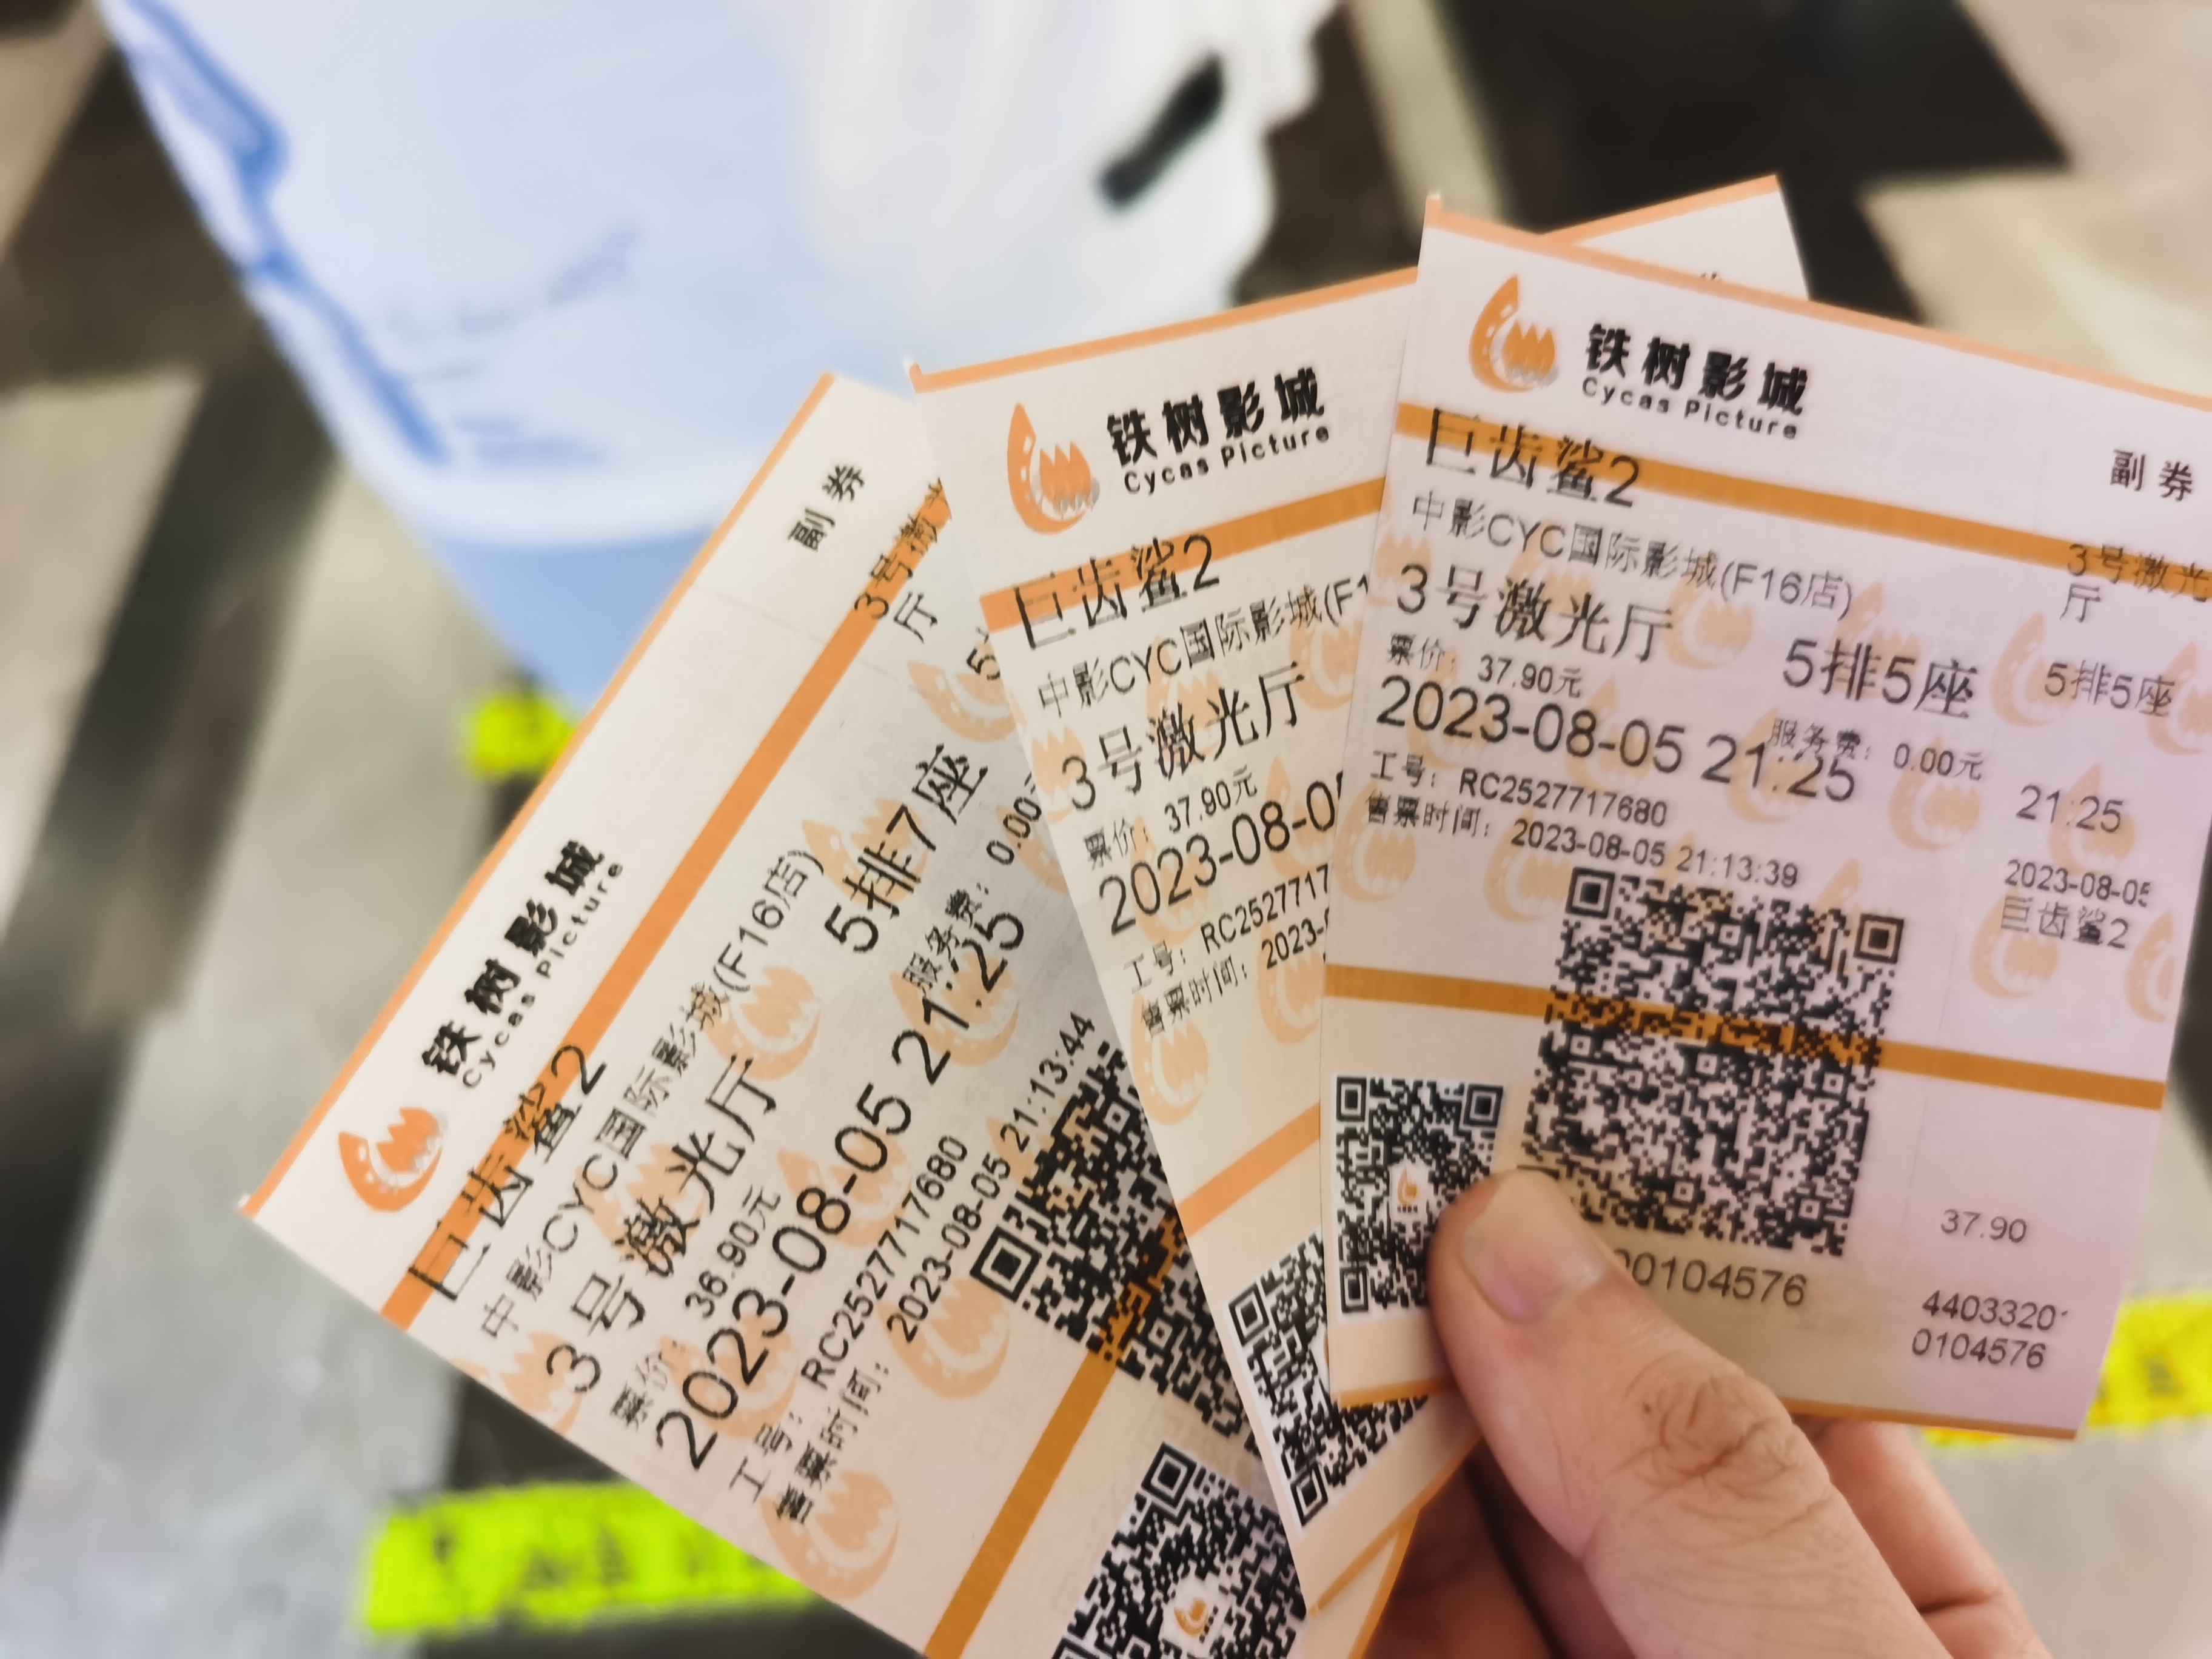 铁树影城
Cycas Picture
副券
巨齿鲨2
3号激光
厅
中影CYC国际影城(F16店)
3号激光厅
5排7座
票价: 36.90元
服务费: 0.00
2023-08-05 21:25
工号: RC2527717680
售票时间: 2023-08-05 21:13:44
铁树影城
Cycas Picture
巨齿鲨2
中影CYC国际影城(F1
3号激光厅
票价: 37.90元
2023-08-0
工号: RC2527717
售票时间: 2023-
铁树影城
Cycas Picture
副券
巨齿鲨2
中影CYC国际影城(F16店)
3号激光厅
5排5座
票价: 37.90元
服务费: 0.00元
2023-08-05 21:25
工号: RC2527717680
售票时间: 2023-08-05 21:13:39
0104576
3号激光
厅
5排5座
21:25
2023-08-05
巨齿鲨2
37.90
4403320
0104576